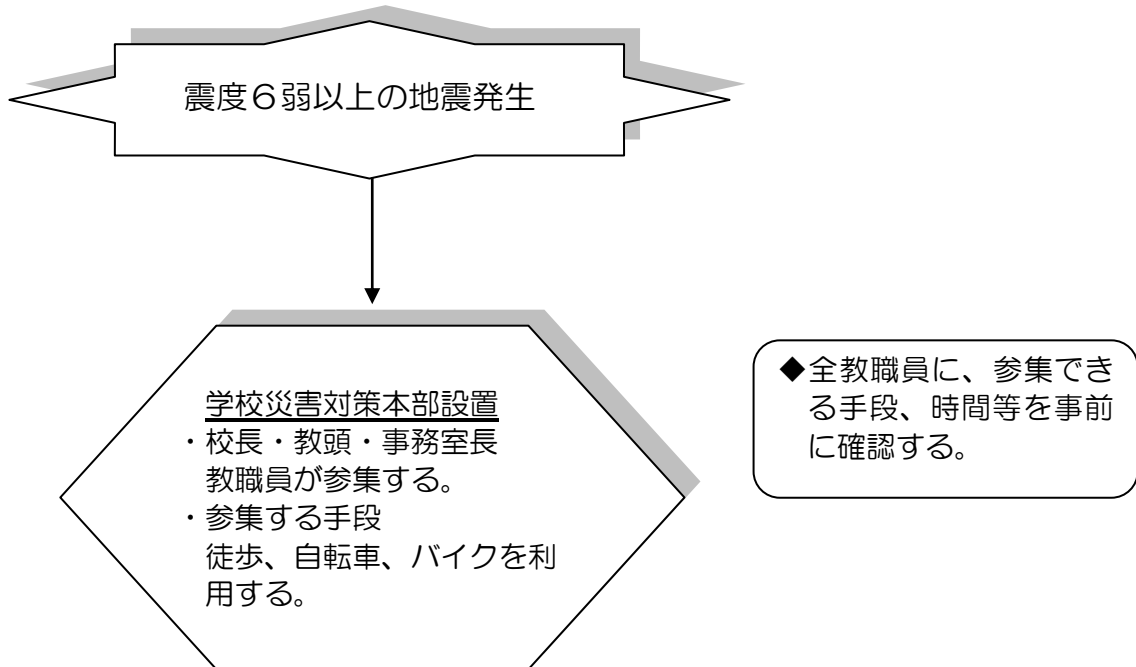 震度６弱以上の地震発生
学校災害対策本部設置
・校長・教頭・事務室長
教職員が参集する。
・参集する手段
徒歩、自転車、バイクを利
用する。
◆全教職員に、参集でき
る手段、時間等を事前
に確認する。